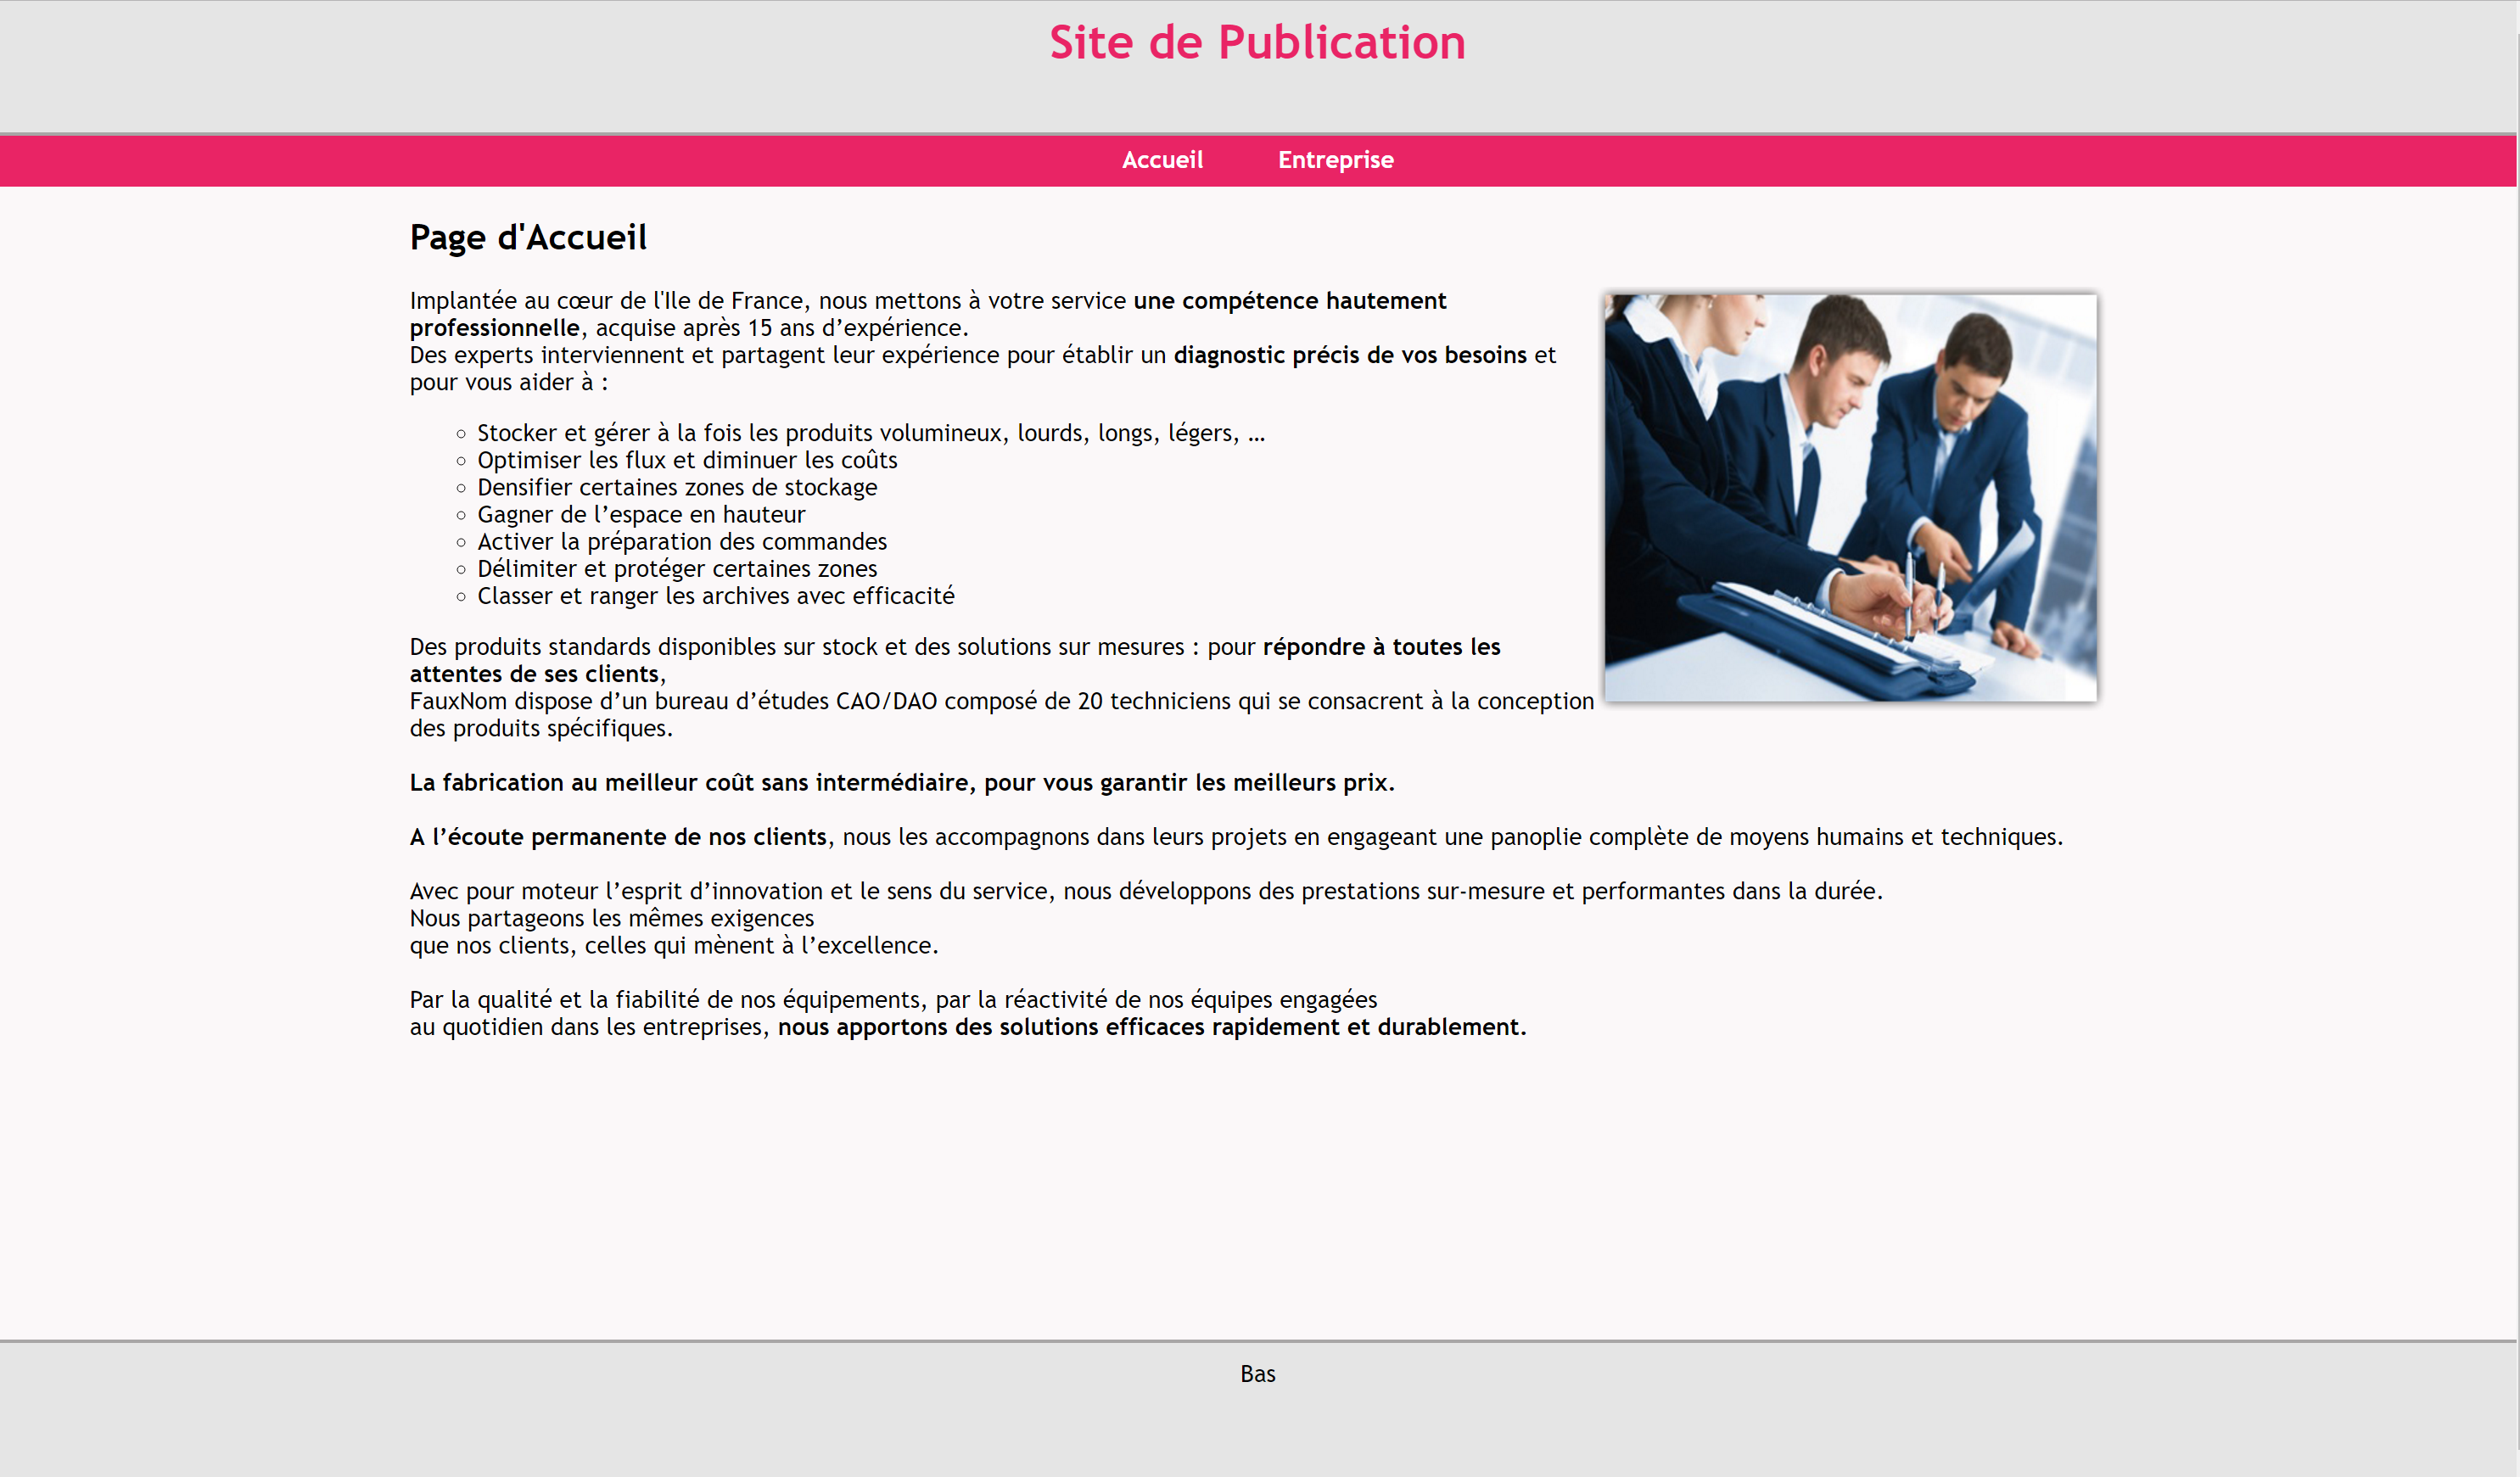 Site de Publication
Accueil Entreprise
Page d'Accueil
Implantée au cœur de l'Ile de France, nous mettons à votre service une compétence hautement
professionnelle, acquise après 15 ans d’expérience.
Des experts interviennent et partagent leur expérience pour établir un diagnostic précis de vos besoins et
pour vous aider à :
Stocker et gérer à la fois les produits volumineux, lourds, longs, légers, …
Optimiser les flux et diminuer les coûts
Densifier certaines zones de stockage
Gagner de l’espace en hauteur
Activer la préparation des commandes
Délimiter et protéger certaines zones
Classer et ranger les archives avec efficacité
Des produits standards disponibles sur stock et des solutions sur mesures : pour répondre à toutes les
attentes de ses clients,
FauxNom dispose d’un bureau d’études CAO/DAO composé de 20 techniciens qui se consacrent à la conception
des produits spécifiques.
La fabrication au meilleur coût sans intermédiaire, pour vous garantir les meilleurs prix.
A l’écoute permanente de nos clients, nous les accompagnons dans leurs projets en engageant une panoplie complète de moyens humains et techniques.
Avec pour moteur l’esprit d’innovation et le sens du service, nous développons des prestations sur-mesure et performantes dans la durée.
Nous partageons les mêmes exigences
que nos clients, celles qui mènent à l’excellence.
Par la qualité et la fiabilité de nos équipements, par la réactivité de nos équipes engagées
au quotidien dans les entreprises, nous apportons des solutions efficaces rapidement et durablement.
Bas